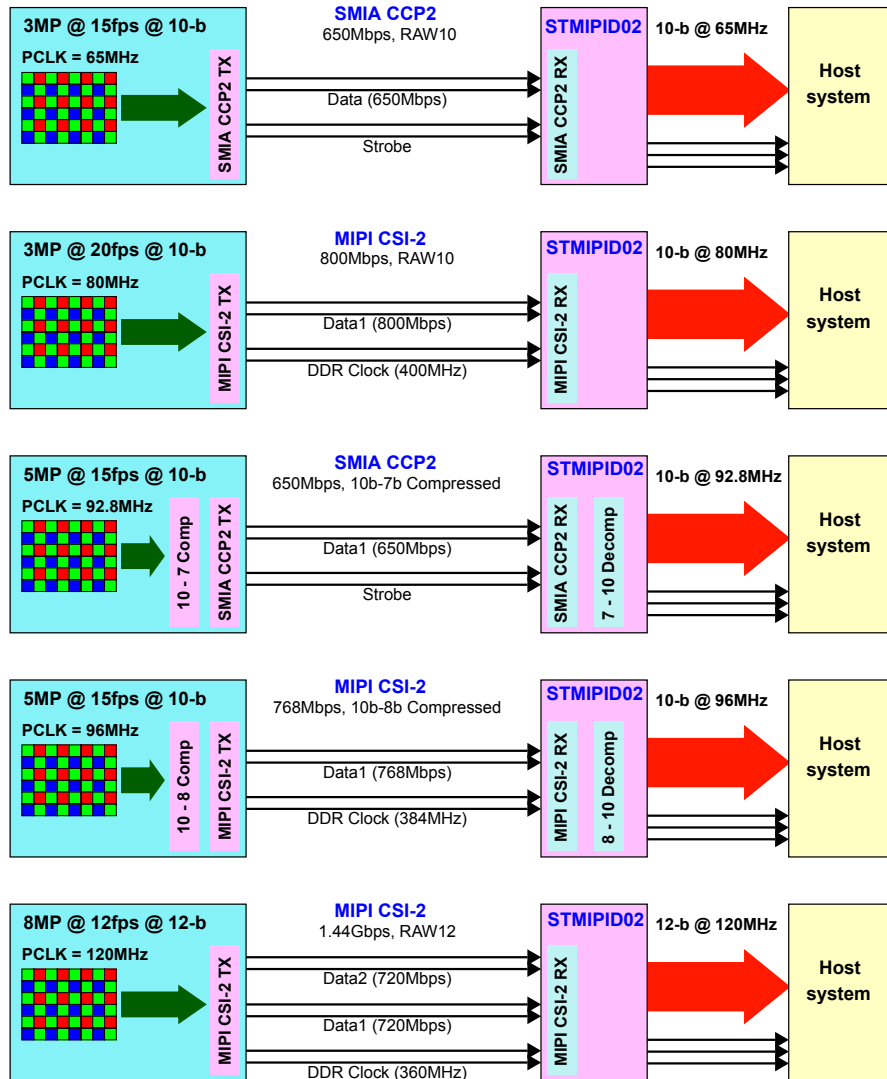 3MP @ 15fps @ 10-b
PCLK = 65MHz
SMIA CCP2 TX
SMIA CCP2
650Mbps, RAW10
Data (650Mbps)
Strobe
STMIPID02
SMIA CCP2 RX
10-b @ 65MHz
Host
system
3MP @ 20fps @ 10-b
PCLK = 80MHz
MIPI CSI-2 TX
MIPI CSI-2
800Mbps, RAW10
Data1 (800Mbps)
DDR Clock (400MHz)
STMIPID02
MIPI CSI-2 RX
10-b @ 80MHz
Host
system
5MP @ 15fps @ 10-b
PCLK = 92.8MHz
10 - 7 Comp
SMIA CCP2 TX
SMIA CCP2
650Mbps, 10b-7b Compressed
Data1 (650Mbps)
Strobe
STMIPID02
SMIA CCP2 RX
7 - 10 Decomp
10-b @ 92.8MHz
Host
system
5MP @ 15fps @ 10-b
PCLK = 96MHz
10 - 8 Comp
MIPI CSI-2 TX
MIPI CSI-2
768Mbps, 10b-8b Compressed
Data1 (768Mbps)
DDR Clock (384MHz)
STMIPID02
MIPI CSI-2 RX
8 - 10 Decomp
10-b @ 96MHz
Host
system
8MP @ 12fps @ 12-b
PCLK = 120MHz
MIPI CSI-2 TX
MIPI CSI-2
1.44Gbps, RAW12
Data2 (720Mbps)
Data1 (720Mbps)
DDR Clock (360MHz)
STMIPID02
MIPI CSI-2 RX
12-b @ 120MHz
Host
system